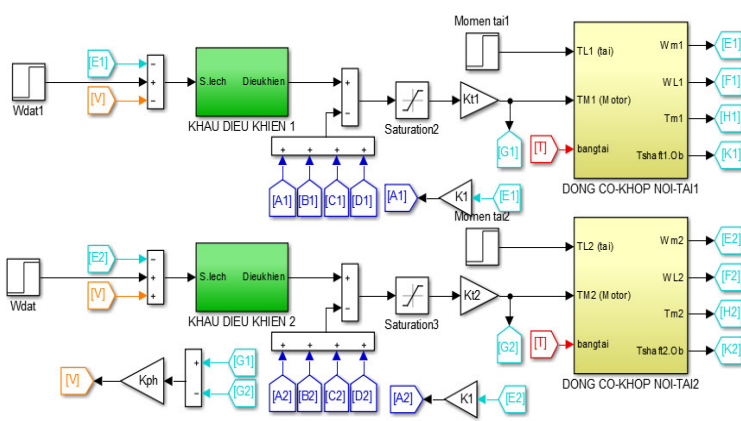 Momen tai1
[E1]
[V]
Wdat1
S.lech Dieukhien
KHAU DIEU KHIEN 1
Saturation2
Kt1
[G1]
[A1] [B1] [C1] [D1]
[A1] K1 [E1]
TL1 (tai)
TM1 (Motor)
[T] bangtai
Wm1 [E1]
WL1 [F1]
Tm1 [H1]
Tshaft1.Ob [K1]
DONG CO-KHOP NOI-TAI1
Momen tai2
[E2]
[V]
Wdat
S.lech Dieukhien
KHAU DIEU KHIEN 2
Saturation3
Kt2
[G2]
[A2] [B2] [C2] [D2]
[A2] K1 [E2]
TL2 (tai)
TM2 (Motor)
[T] bangtai
Wm2 [E2]
WL2 [F2]
Tm2 [H2]
Tshaft2.Ob [K2]
DONG CO-KHOP NOI-TAI2
[V] Kph [G1]
[G2]